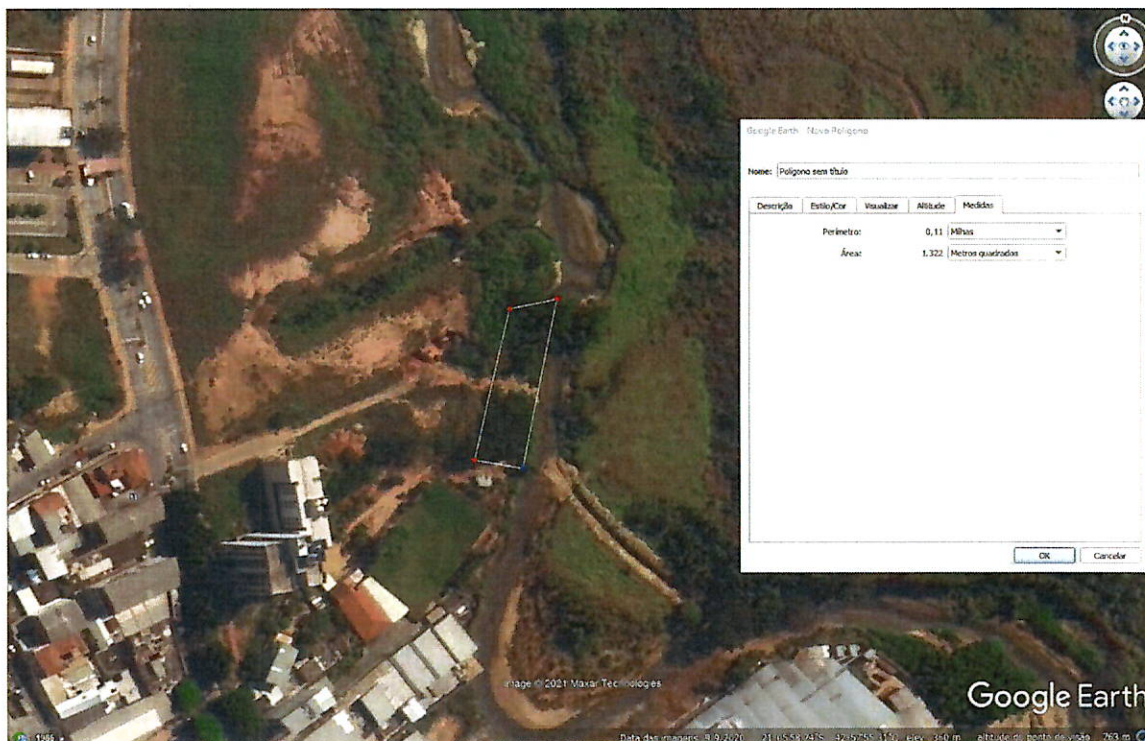 N
Google Earth - Novo Polígono
Nome: Polígono sem título
Descrição Estilo/Cor Visualizar Altitude Medidas
Perímetro: 0,11 Milhas
Área: 1.322 Metros quadrados
OK Cancelar
Image © 2021 Maxar Technologies
Google Earth
1986
Data das imagens: 9/9/2020 elev 360 m altitude do ponto de visão 763 m